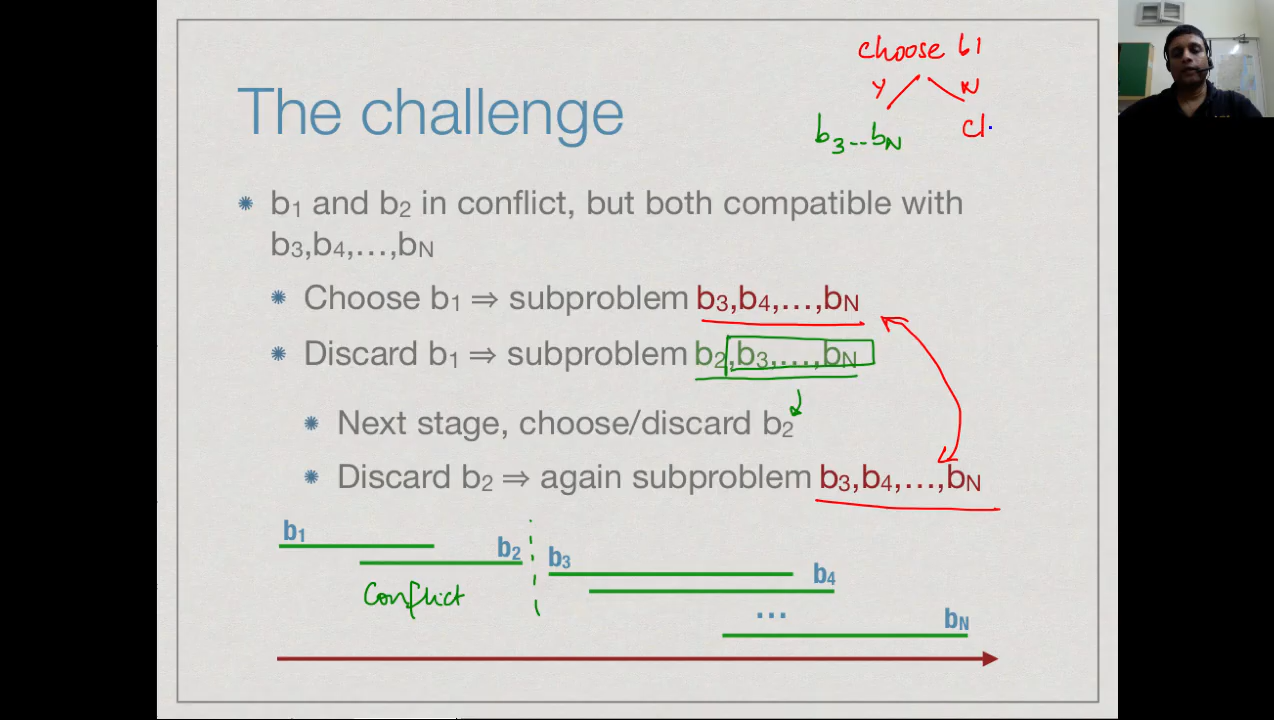 choose b1
Y N
b3--bN Cl
The challenge
b1 and b2 in conflict, but both compatible with
b3,b4,…,bN
Choose b1 ⇒ subproblem b3,b4,…,bN
Discard b1 ⇒ subproblem b2,b3,…,bN
Next stage, choose/discard b2
Discard b2 ⇒ again subproblem b3,b4,…,bN
b1 b2 b3 b4 … bN
Conflict